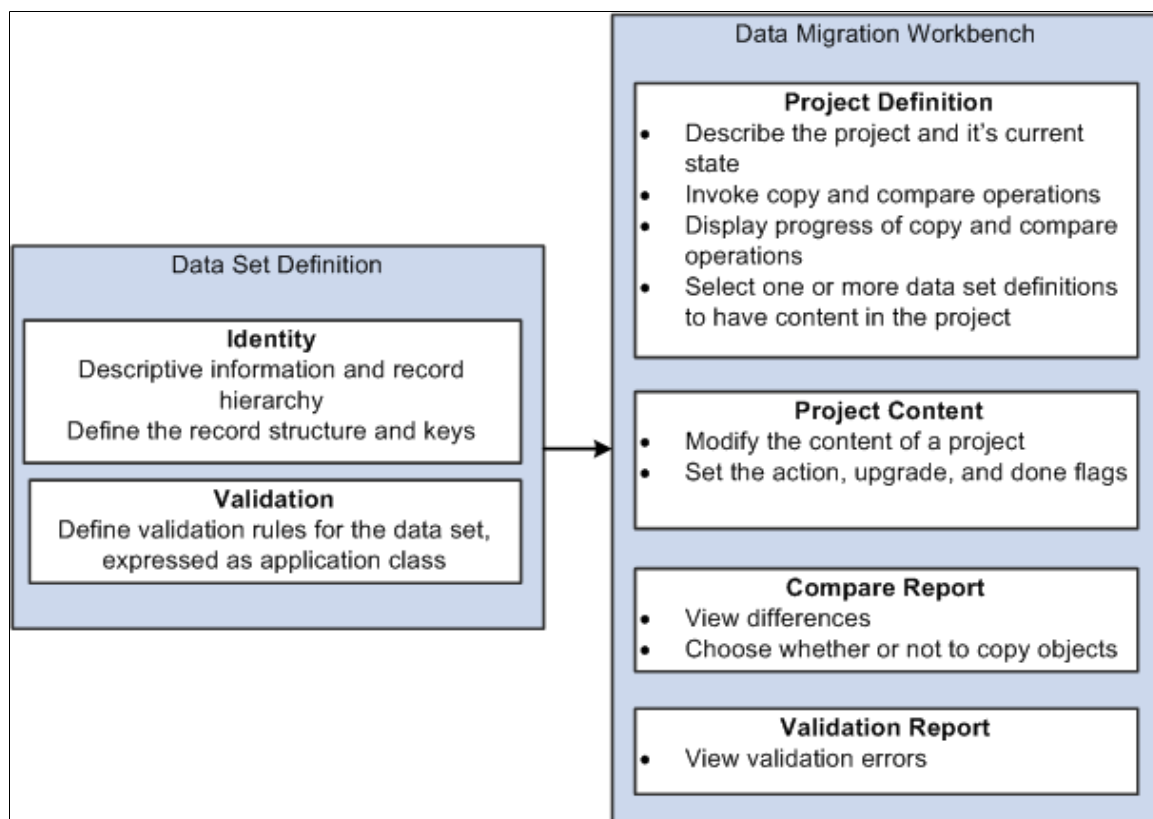 Data Set Definition
Identity
Descriptive information and record
hierarchy
Define the record structure and keys
Validation
Define validation rules for the data set,
expressed as application class
Data Migration Workbench
Project Definition
• Describe the project and it's current
state
• Invoke copy and compare operations
• Display progress of copy and compare
operations
• Select one or more data set definitions
to have content in the project
Project Content
• Modify the content of a project
• Set the action, upgrade, and done flags
Compare Report
• View differences
• Choose whether or not to copy objects
Validation Report
• View validation errors